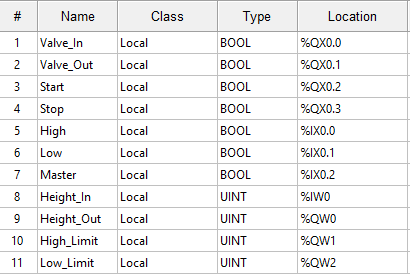 # Name Class Type Location
1 Valve_In Local BOOL %QX0.0
2 Valve_Out Local BOOL %QX0.1
3 Start Local BOOL %QX0.2
4 Stop Local BOOL %QX0.3
5 High Local BOOL %IX0.0
6 Low Local BOOL %IX0.1
7 Master Local BOOL %IX0.2
8 Height_In Local UINT %IW0
9 Height_Out Local UINT %QW0
10 High_Limit Local UINT %QW1
11 Low_Limit Local UINT %QW2